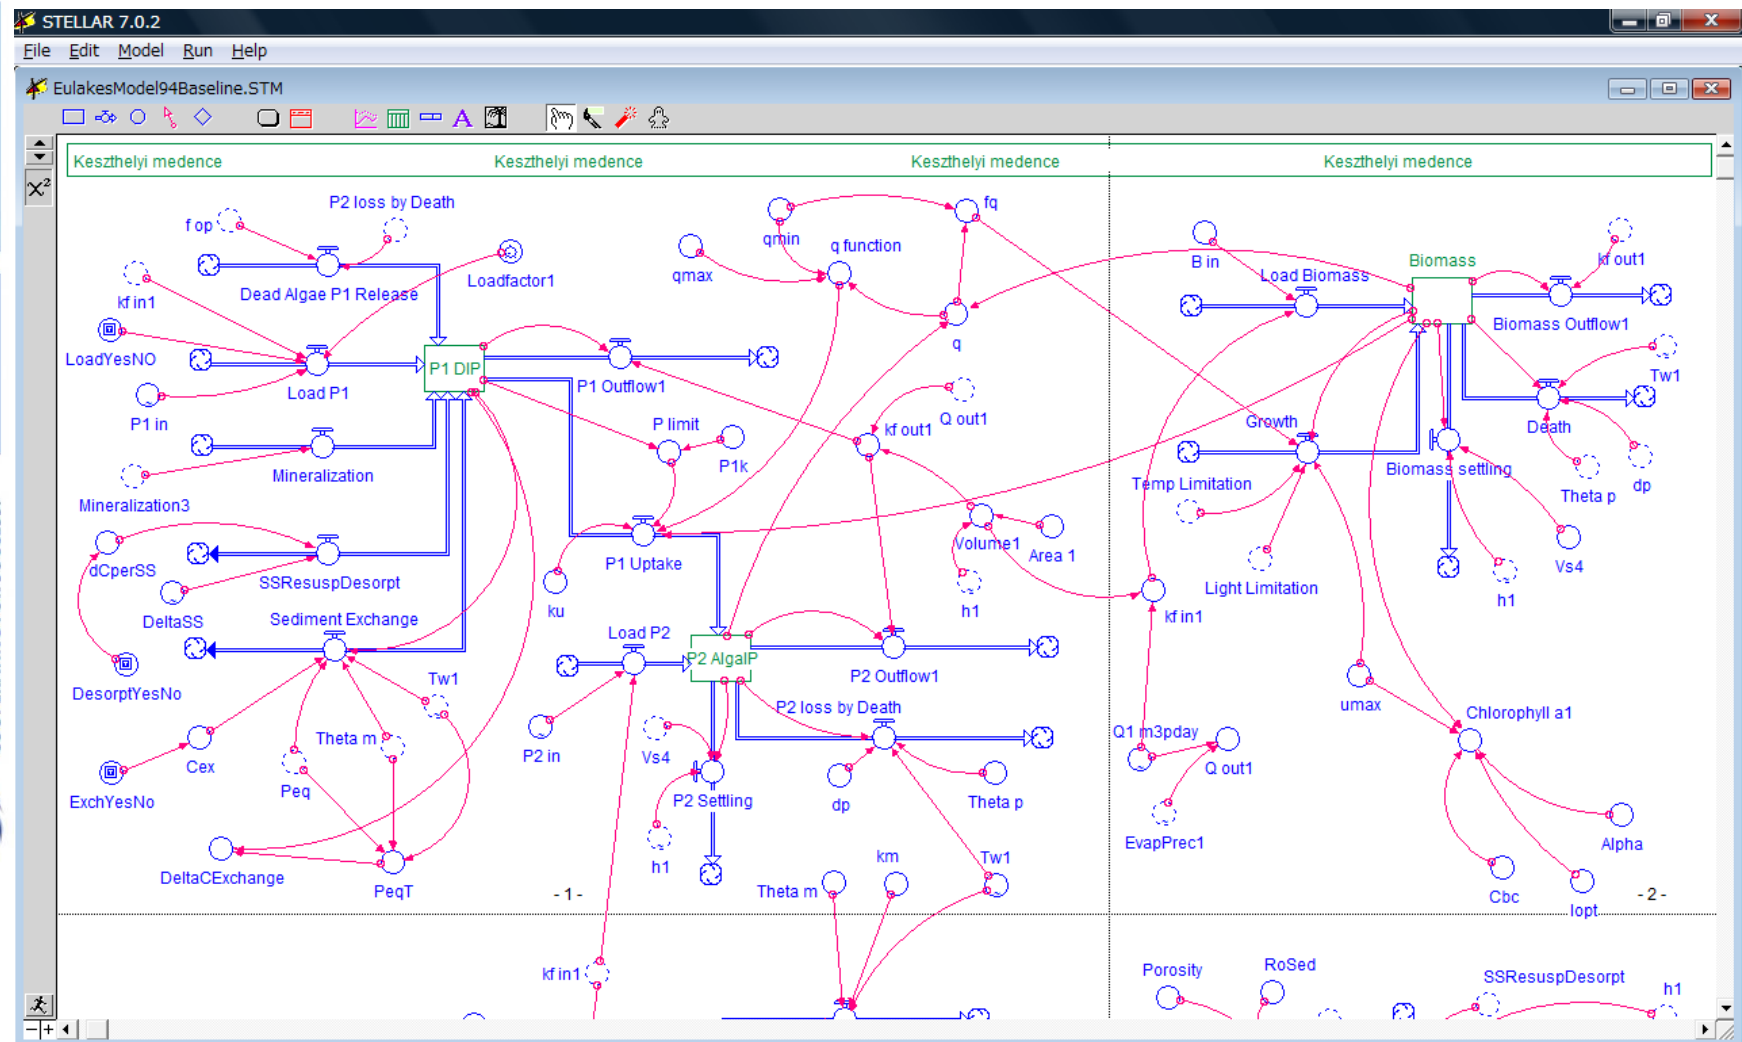 STELLAR 7.0.2
File Edit Model Run Help
EulakesModel94Baseline.STM
A
X²
Keszthelyi medence Keszthelyi medence Keszthelyi medence Keszthelyi medence
P2 loss by Death
fq
f op
qmin
q function
Biomass
kf out1
B in
Load Biomass
qmax
Loadfactor1
Dead Algae P1 Release
kf in1
Biomass Outflow1
q
LoadYesNO
P1 DIP
P1 Outflow1
Tw1
Load P1
P1 in
P limit
kf out1
Q out1
Growth
Death
P1k
Mineralization
Biomass settling
Temp Limitation
Theta p
dp
Mineralization3
Volume1
Area 1
dCperSS
P1 Uptake
Vs4
SSResuspDesorpt
Light Limitation
h1
ku
h1
kf in1
DeltaSS
Sediment Exchange
Load P2
P2 AlgalP
P2 Outflow1
DesorptYesNo
Tw1
umax
P2 loss by Death
Chlorophyll a1
Theta m
Q1 m3pday
P2 in
Vs4
Cex
Q out1
Peq
ExchYesNo
P2 Settling
dp
Theta p
EvapPrec1
Alpha
h1
km
Tw1
DeltaCExchange
PeqT
- 1 -
Theta m
Cbc
Iopt
- 2 -
kf in1
Porosity
RoSed
SSResuspDesorpt
h1